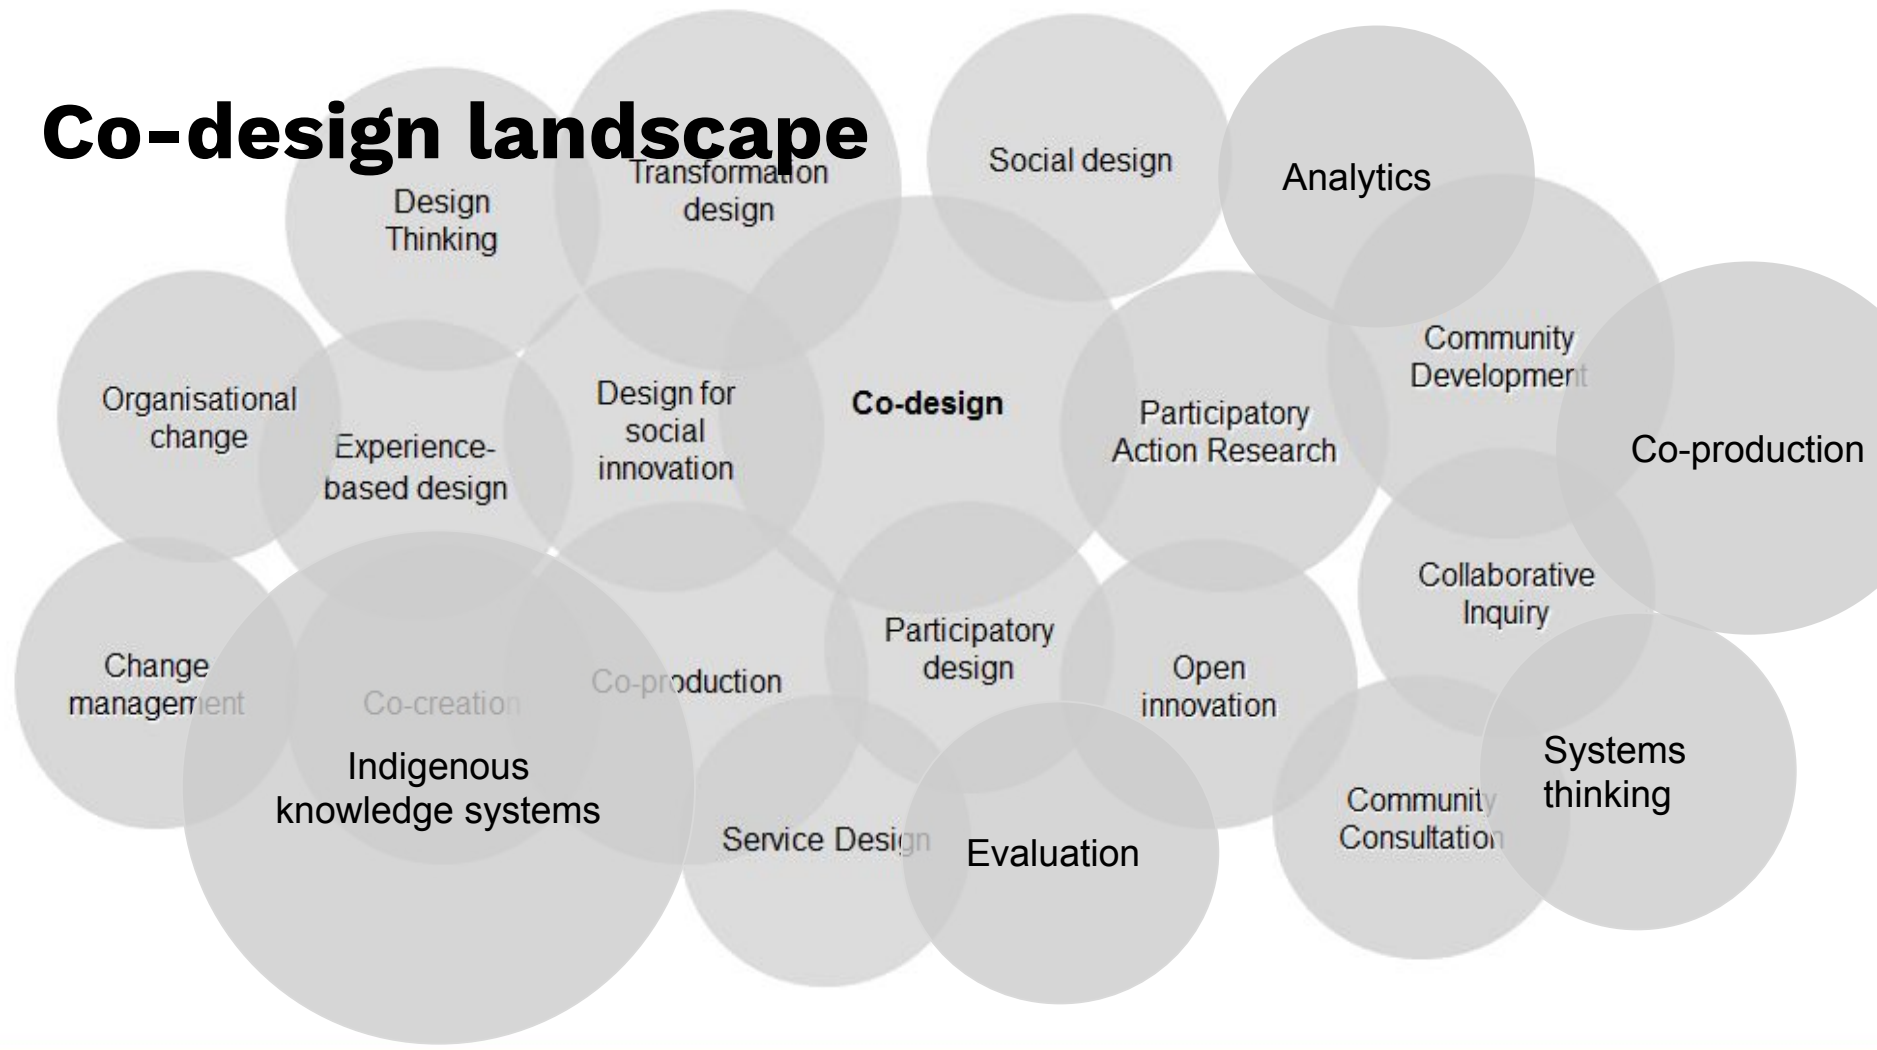 Co-design landscape
Design
Thinking
Transformation
design
Social design
Analytics
Organisational
change
Experience-
based design
Design for
social
innovation
Co-design
Participatory
Action Research
Community
Development
Co-production
Change
management
Co-creation
Indigenous
knowledge systems
Co-production
Participatory
design
Open
innovation
Collaborative
Inquiry
Service Design
Evaluation
Community
Consultation
Systems
thinking